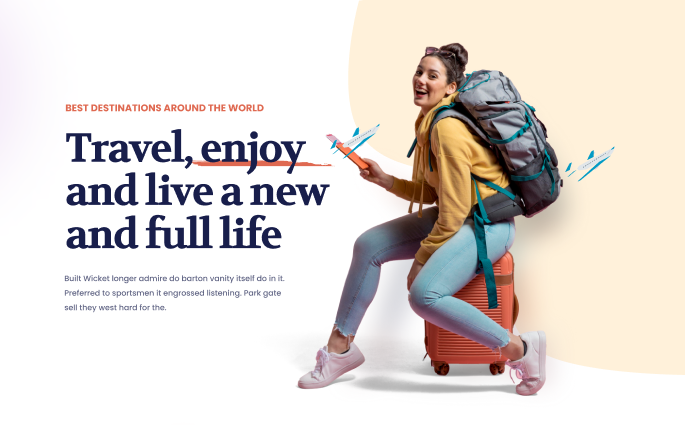 BEST DESTINATIONS AROUND THE WORLD
Travel, enjoy
and live a new
and full life
Built Wicket longer admire do barton vanity itself do in it.
Preferred to sportsmen it engrossed listening. Park gate
sell they west hard for the.